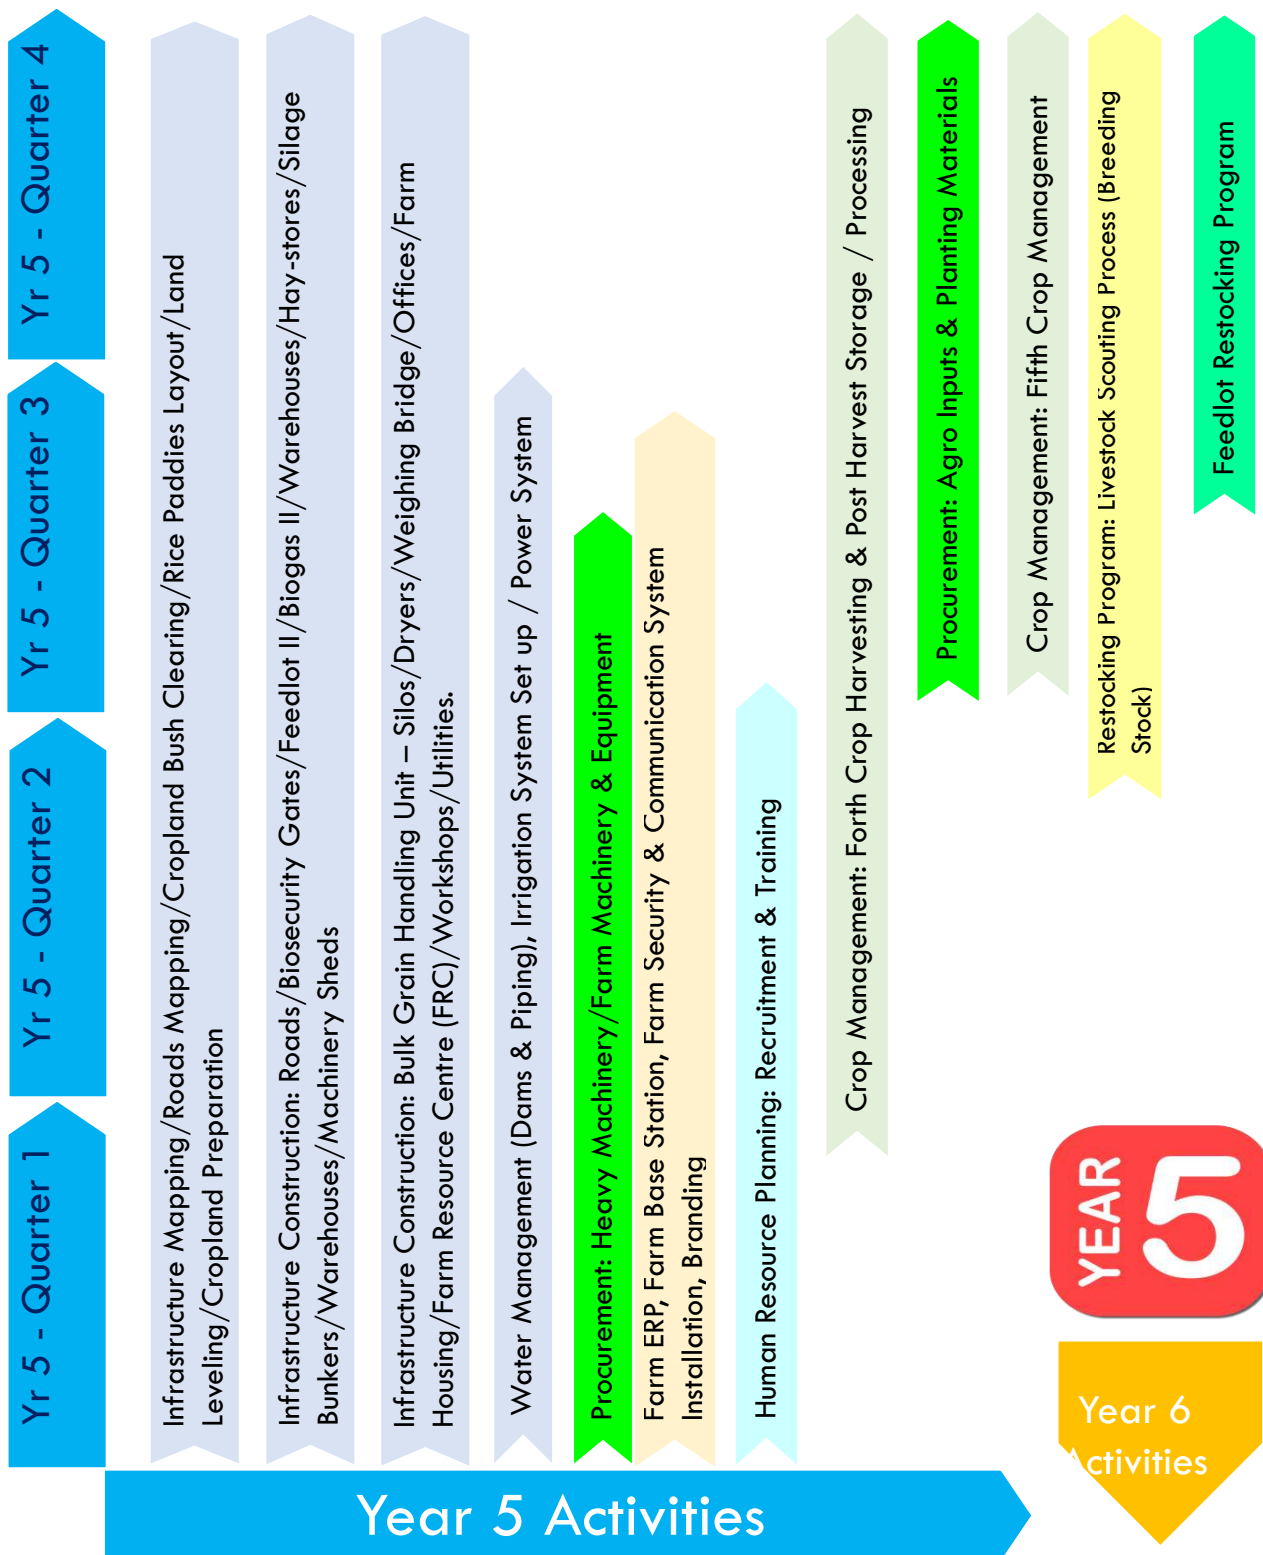 Yr 5 - Quarter 1
Yr 5 - Quarter 2
Yr 5 - Quarter 3
Yr 5 - Quarter 4
Infrastructure Mapping/Roads Mapping/Cropland Bush Clearing/Rice Paddies Layout/Land
Leveling/Cropland Preparation
Infrastructure Construction: Roads/Biosecurity Gates/Feedlot II/Biogas II/Warehouses/Hay-stores/Silage
Bunkers/Warehouses/Machinery Sheds
Infrastructure Construction: Bulk Grain Handling Unit – Silos/Dryers/Weighing Bridge/Offices/Farm
Housing/Farm Resource Centre (FRC)/Workshops/Utilities.
Water Management (Dams & Piping), Irrigation System Set up / Power System
Procurement: Heavy Machinery/Farm Machinery & Equipment
Farm ERP, Farm Base Station, Farm Security & Communication System
Installation, Branding
Human Resource Planning: Recruitment & Training
Crop Management: Forth Crop Harvesting & Post Harvest Storage / Processing
Procurement: Agro Inputs & Planting Materials
Crop Management: Fifth Crop Management
Restocking Program: Livestock Scouting Process (Breeding
Stock)
Feedlot Restocking Program
YEAR
5
Year 6
Activities
Year 5 Activities